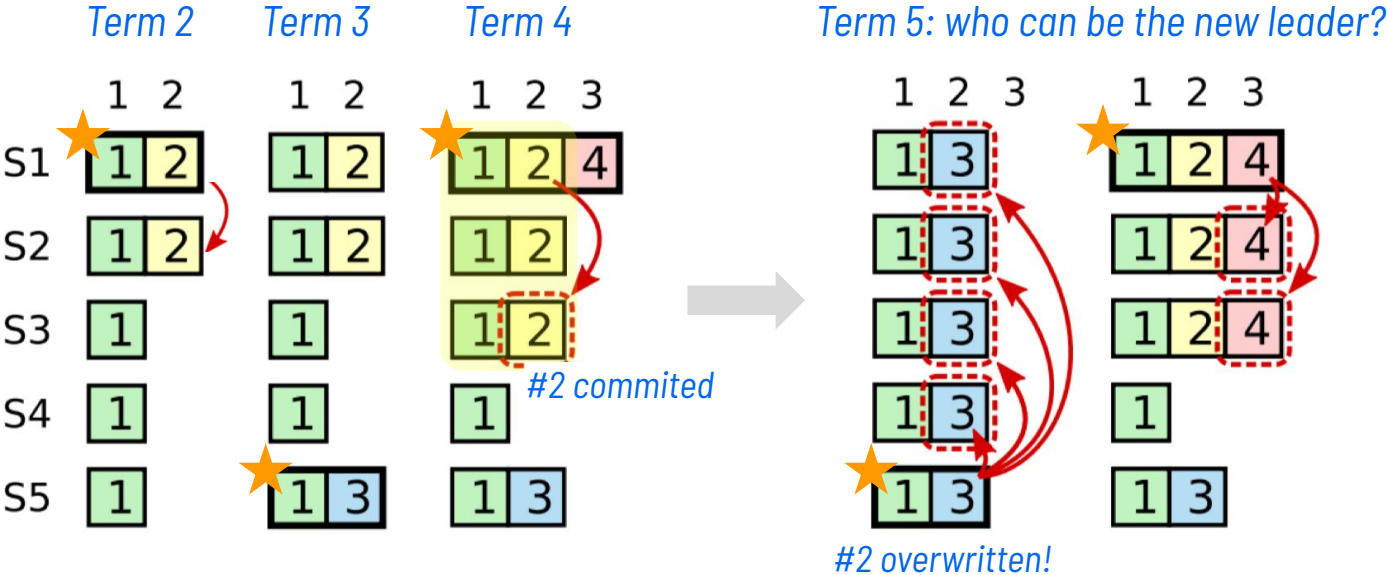 Term 2 Term 3 Term 4 Term 5: who can be the new leader?
1 2 1 2 1 2 3 1 2 3 1 2 3
S1 1 2 1 2 1 2 4 1 3 1 2 4
S2 1 2 1 2 1 2 1 3 1 2 4
S3 1 1 1 2 1 3 1 2 4
#2 commited
S4 1 1 1 1 3 1
S5 1 1 3 1 3 1 3 1 3
#2 overwritten!